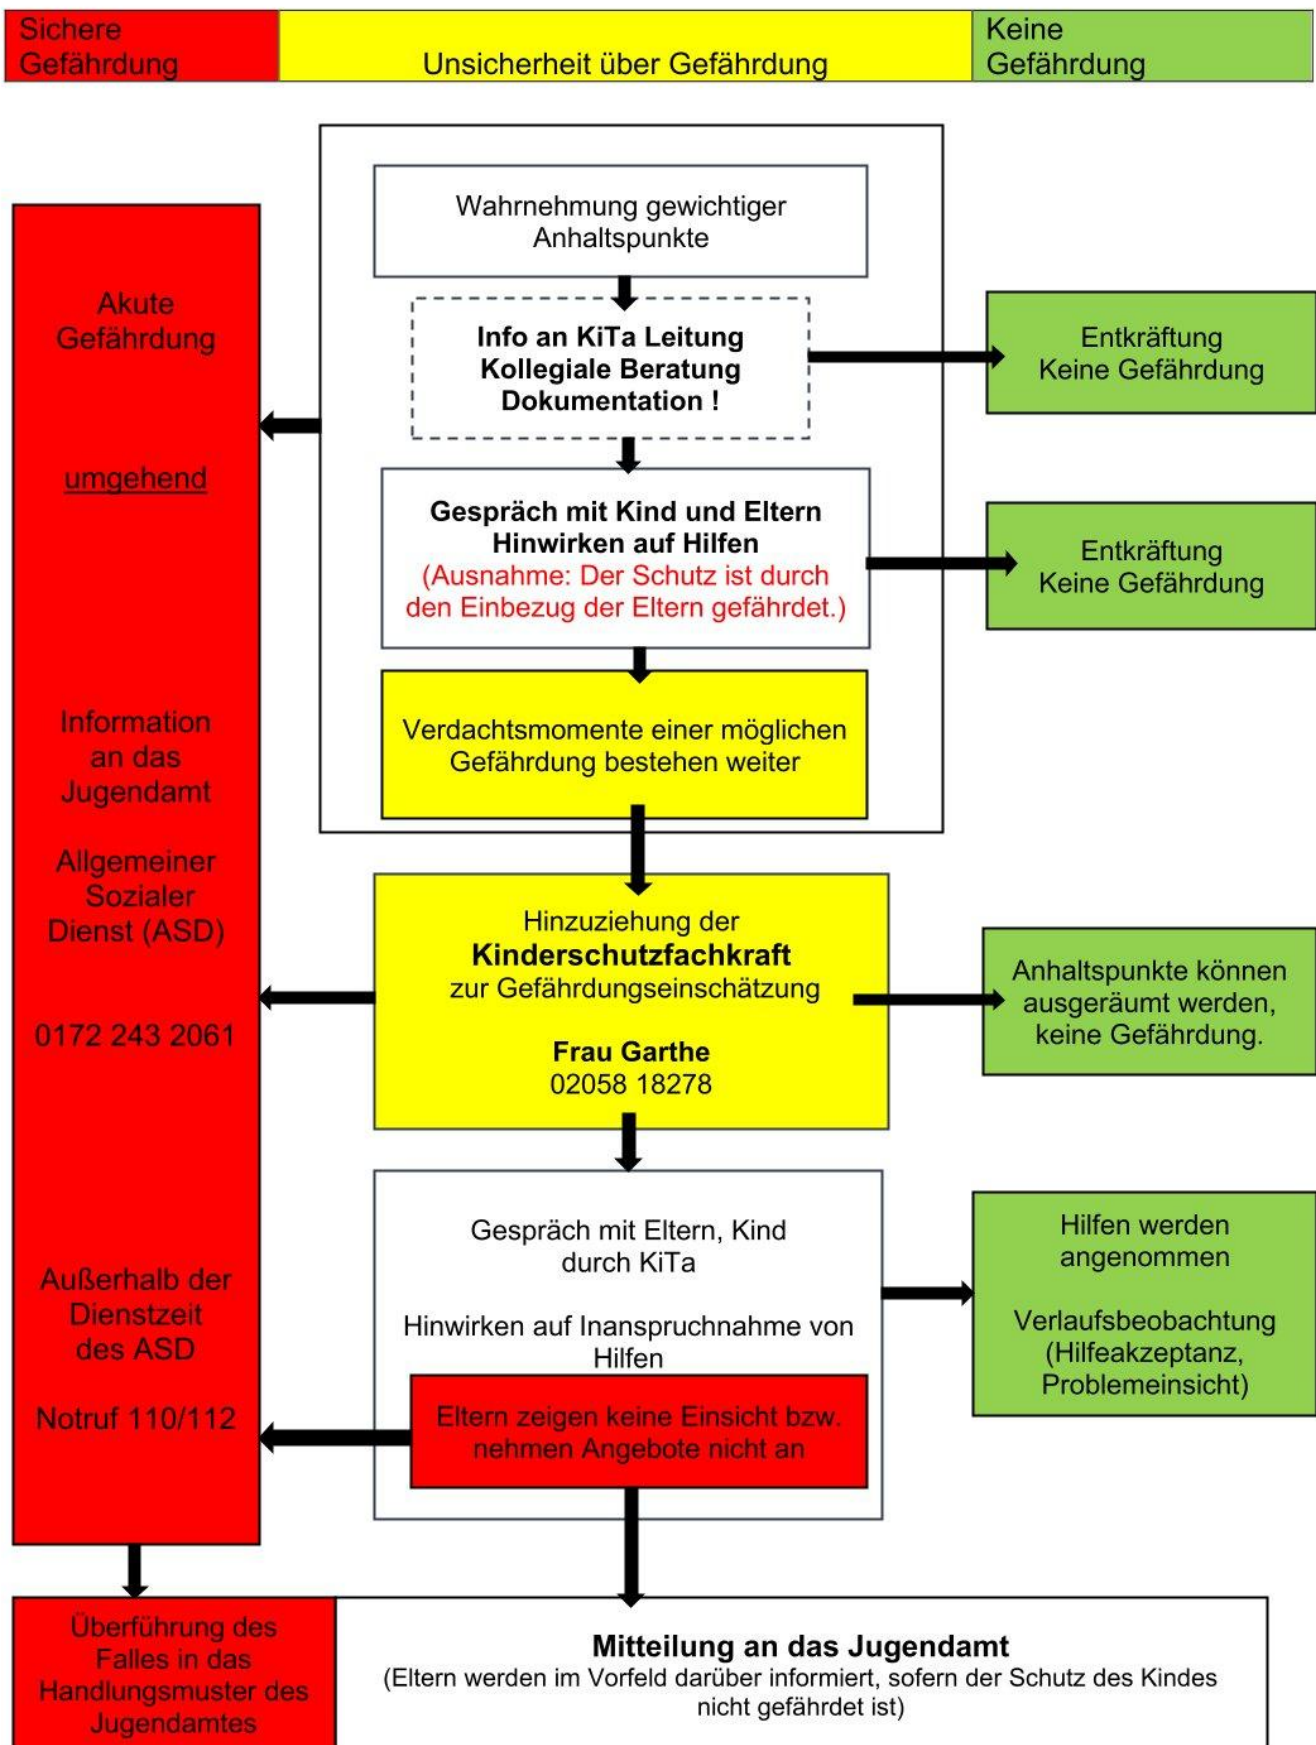 Sichere
Gefährdung
Unsicherheit über Gefährdung
Keine
Gefährdung
Wahrnehmung gewichtiger
Anhaltspunkte
Info an KiTa Leitung
Kollegiale Beratung
Dokumentation !
Entkräftung
Keine Gefährdung
Gespräch mit Kind und Eltern
Hinwirken auf Hilfen
(Ausnahme: Der Schutz ist durch
den Einbezug der Eltern gefährdet.)
Entkräftung
Keine Gefährdung
Verdachtsmomente einer möglichen
Gefährdung bestehen weiter
Hinzuziehung der
Kinderschutzfachkraft
zur Gefährdungseinschätzung
Frau Garthe
02058 18278
Anhaltspunkte können
ausgeräumt werden,
keine Gefährdung.
Gespräch mit Eltern, Kind
durch KiTa
Hinwirken auf Inanspruchnahme von
Hilfen
Eltern zeigen keine Einsicht bzw.
nehmen Angebote nicht an
Hilfen werden
angenommen
Verlaufsbeobachtung
(Hilfeakzeptanz,
Problemeinsicht)
Akute
Gefährdung
umgehend
Information
an das
Jugendamt
Allgemeiner
Sozialer
Dienst (ASD)
0172 243 2061
Außerhalb der
Dienstzeit
des ASD
Notruf 110/112
Überführung des
Falles in das
Handlungsmuster des
Jugendamtes
Mitteilung an das Jugendamt
(Eltern werden im Vorfeld darüber informiert, sofern der Schutz des Kindes
nicht gefährdet ist)